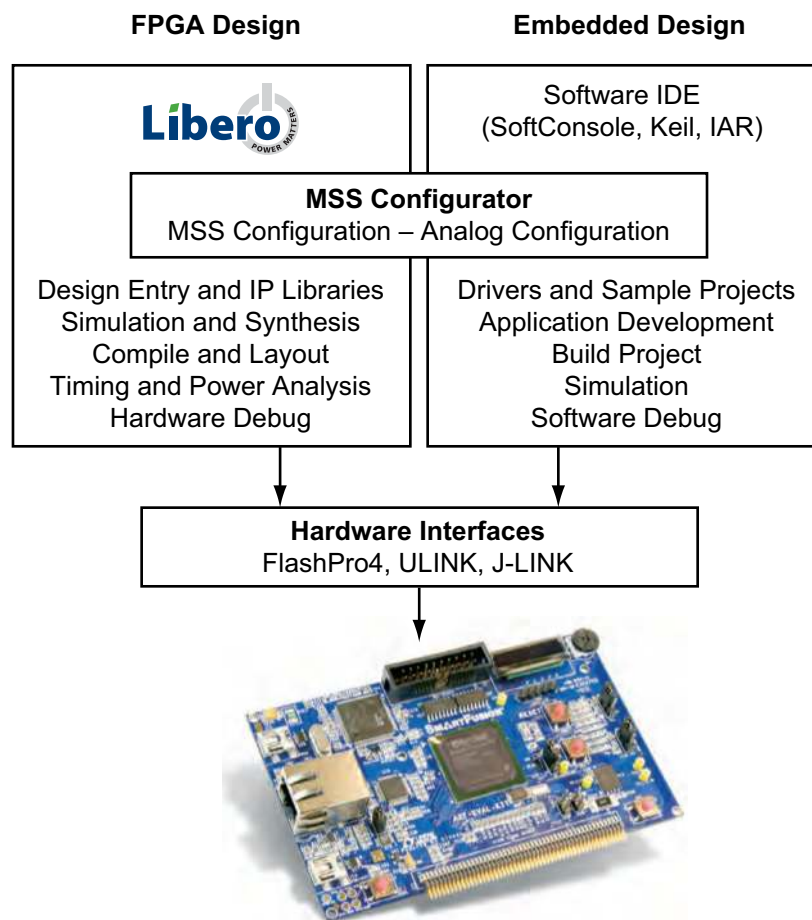 FPGA Design
Embedded Design
Libero
POWER MATTERS
Software IDE
(SoftConsole, Keil, IAR)
MSS Configurator
MSS Configuration – Analog Configuration
Design Entry and IP Libraries
Simulation and Synthesis
Compile and Layout
Timing and Power Analysis
Hardware Debug
Drivers and Sample Projects
Application Development
Build Project
Simulation
Software Debug
Hardware Interfaces
FlashPro4, ULINK, J-LINK
SMARTFUSION
RESET